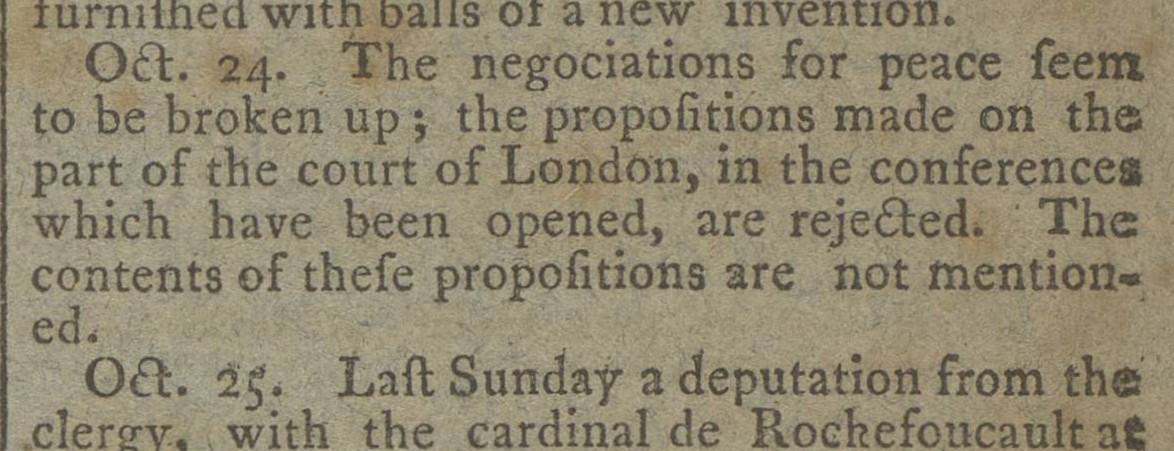 furniſhed with balls of a new invention.
Oct. 24. The negociations for peace ſeem
to be broken up; the propoſitions made on the
part of the court of London, in the conferences
which have been opened, are rejected. The
contents of theſe propoſitions are not mention-
ed.
Oct. 25. Laſt Sunday a deputation from the
clergy, with the cardinal de Rochefoucault at